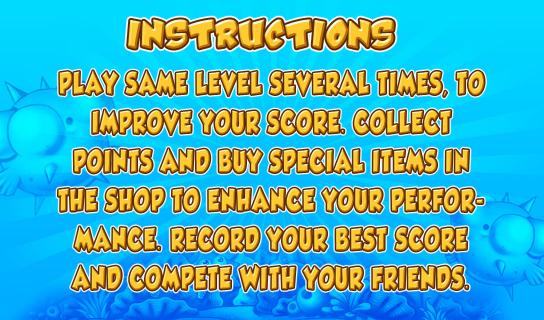 INSTRUCTIONS
PLAY SAME LEVEL SEVERAL TIMES, TO
IMPROVE YOUR SCORE. COLLECT
POINTS AND BUY SPECIAL ITEMS IN
THE SHOP TO ENHANCE YOUR PERFOR-
MANCE. RECORD YOUR BEST SCORE
AND COMPETE WITH YOUR FRIENDS.